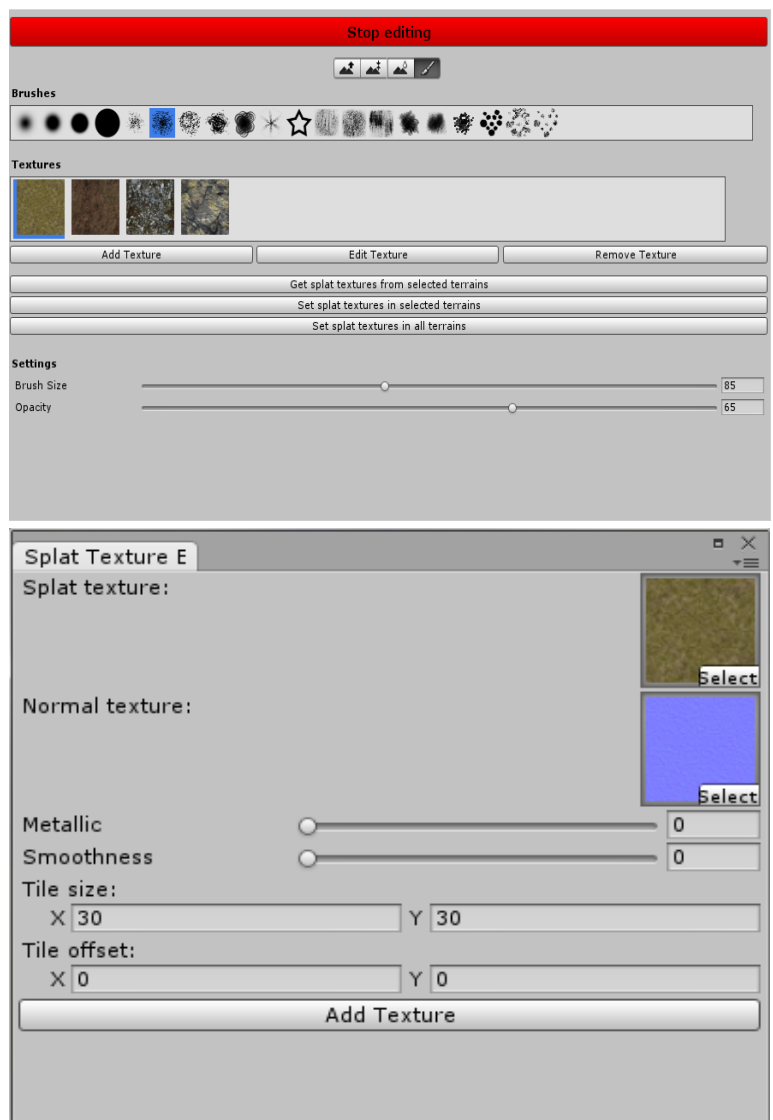 Stop editing
Brushes
Textures
Add Texture Edit Texture Remove Texture
Get splat textures from selected terrains
Set splat textures in selected terrains
Set splat textures in all terrains
Settings
Brush Size 85
Opacity 65
Splat Texture E
Splat texture:
Select
Normal texture:
Select
Metallic 0
Smoothness 0
Tile size:
X 30 Y 30
Tile offset:
X 0 Y 0
Add Texture